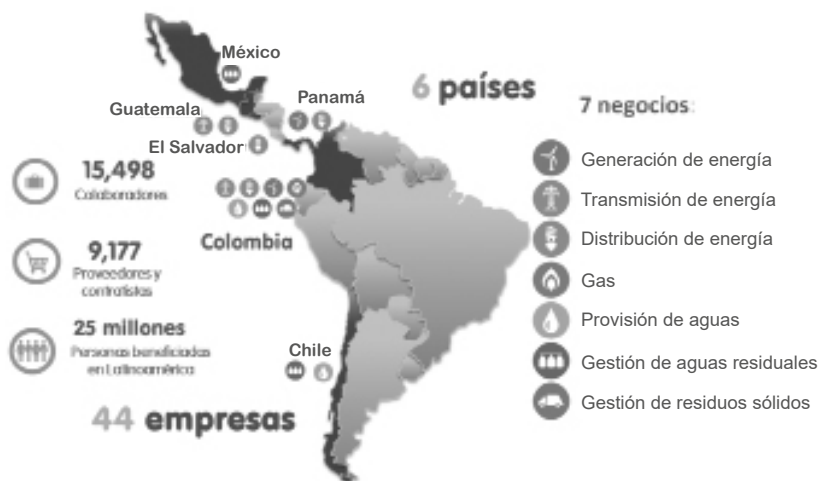 México
6 países
Guatemala
Panamá
7 negocios:
El Salvador
15,498
Colaboradores
Colombia
9,177
Proveedores y
contratistas
25 millones
Personas beneficiadas
en Latinoamérica
Chile
44 empresas
Generación de energía
Transmisión de energía
Distribución de energía
Gas
Provisión de aguas
Gestión de aguas residuales
Gestión de residuos sólidos